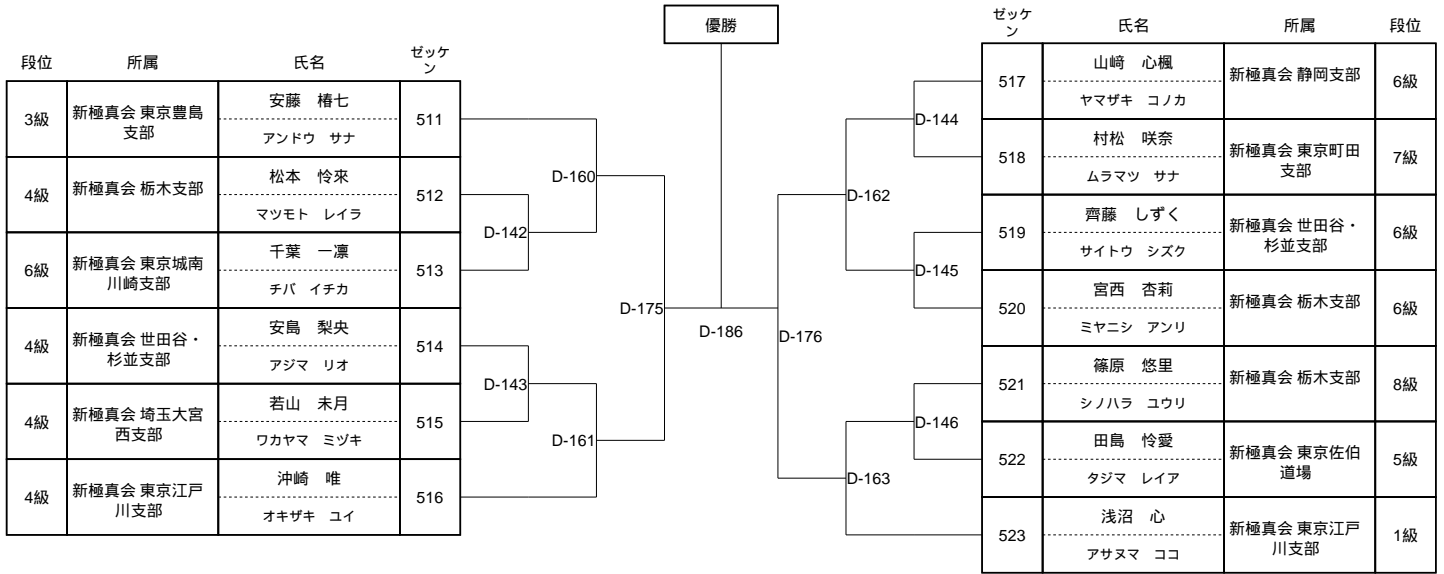 優勝
段位 所属 氏名 ゼッケ
ン
3級 新極真会 東京豊島
支部 安藤 椿七
アンドウ サナ 511
4級 新極真会 栃木支部 松本 怜來
マツモト レイラ 512
6級 新極真会 東京城南
川崎支部 千葉 一凛
チバ イチカ 513
4級 新極真会 世田谷・
杉並支部 安島 梨央
アジマ リオ 514
4級 新極真会 埼玉大宮
西支部 若山 未月
ワカヤマ ミヅキ 515
4級 新極真会 東京江戸
川支部 沖崎 唯
オキザキ ユイ 516
D-160
D-142
D-175
D-143
D-161
D-186
D-176
D-144
D-162
D-145
D-146
D-163
ゼッケ
ン 氏名 所属 段位
517 山﨑 心楓
ヤマザキ コノカ 新極真会 静岡支部 6級
518 村松 咲奈
ムラマツ サナ 新極真会 東京町田
支部 7級
519 齊藤 しずく
サイトウ シズク 新極真会 世田谷・
杉並支部 6級
520 宮西 杏莉
ミヤニシ アンリ 新極真会 栃木支部 6級
521 篠原 悠里
シノハラ ユウリ 新極真会 栃木支部 8級
522 田島 怜愛
タジマ レイア 新極真会 東京佐伯
道場 5級
523 浅沼 心
アサヌマ ココ 新極真会 東京江戸
川支部 1級